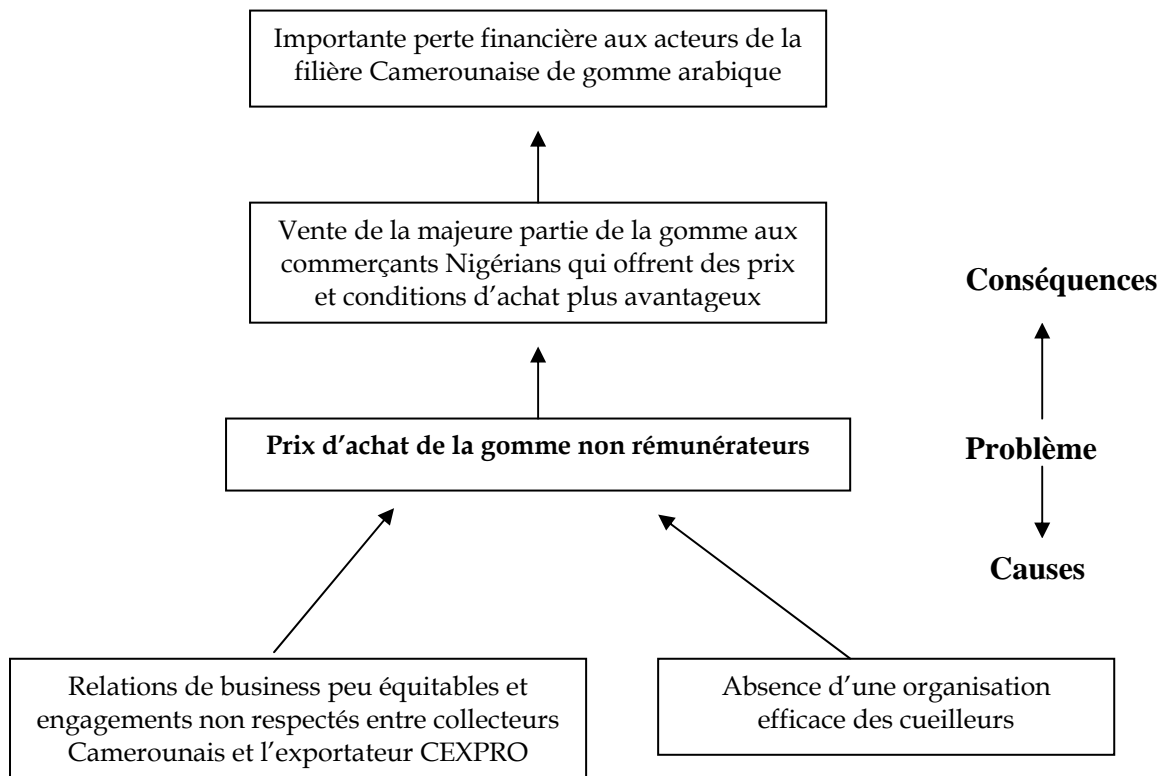 Importante perte financière aux acteurs de la
filière Camerounaise de gomme arabique
Vente de la majeure partie de la gomme aux
commerçants Nigérians qui offrent des prix
et conditions d’achat plus avantageux
Conséquences
Prix d’achat de la gomme non rémunérateurs
Problème
Causes
Relations de business peu équitables et
engagements non respectés entre collecteurs
Camerounais et l’exportateur CEXPRO
Absence d’une organisation
efficace des cueilleurs